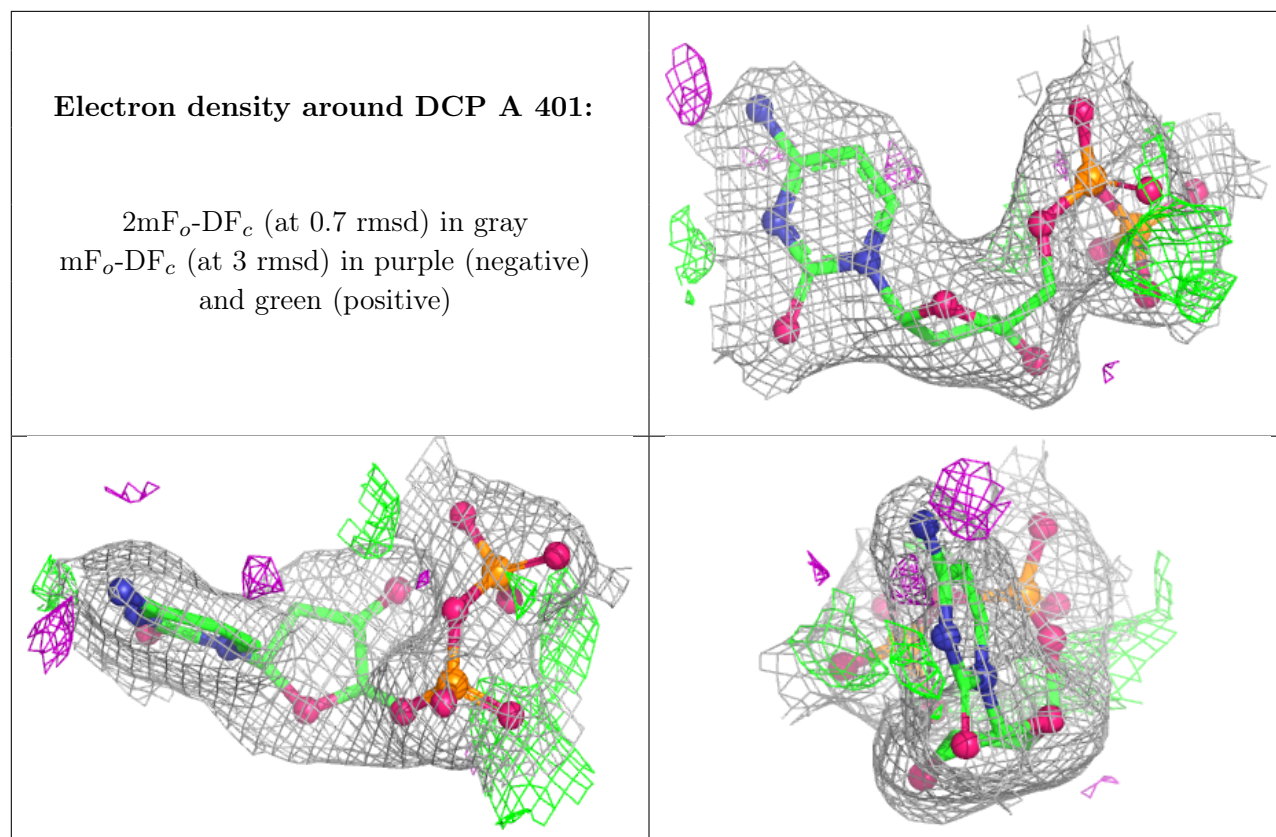 Electron density around DCP A 401:
2mFo-DFc (at 0.7 rmsd) in gray
mFo-DFc (at 3 rmsd) in purple (negative)
and green (positive)